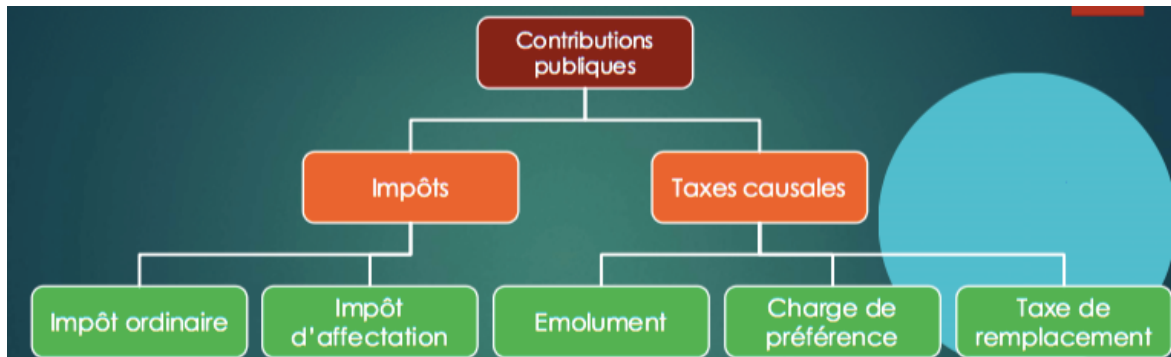 Contributions
publiques
Impôts
Taxes causales
Impôt ordinaire
Impôt
d'affectation
Emolument
Charge de
préférence
Taxe de
remplacement